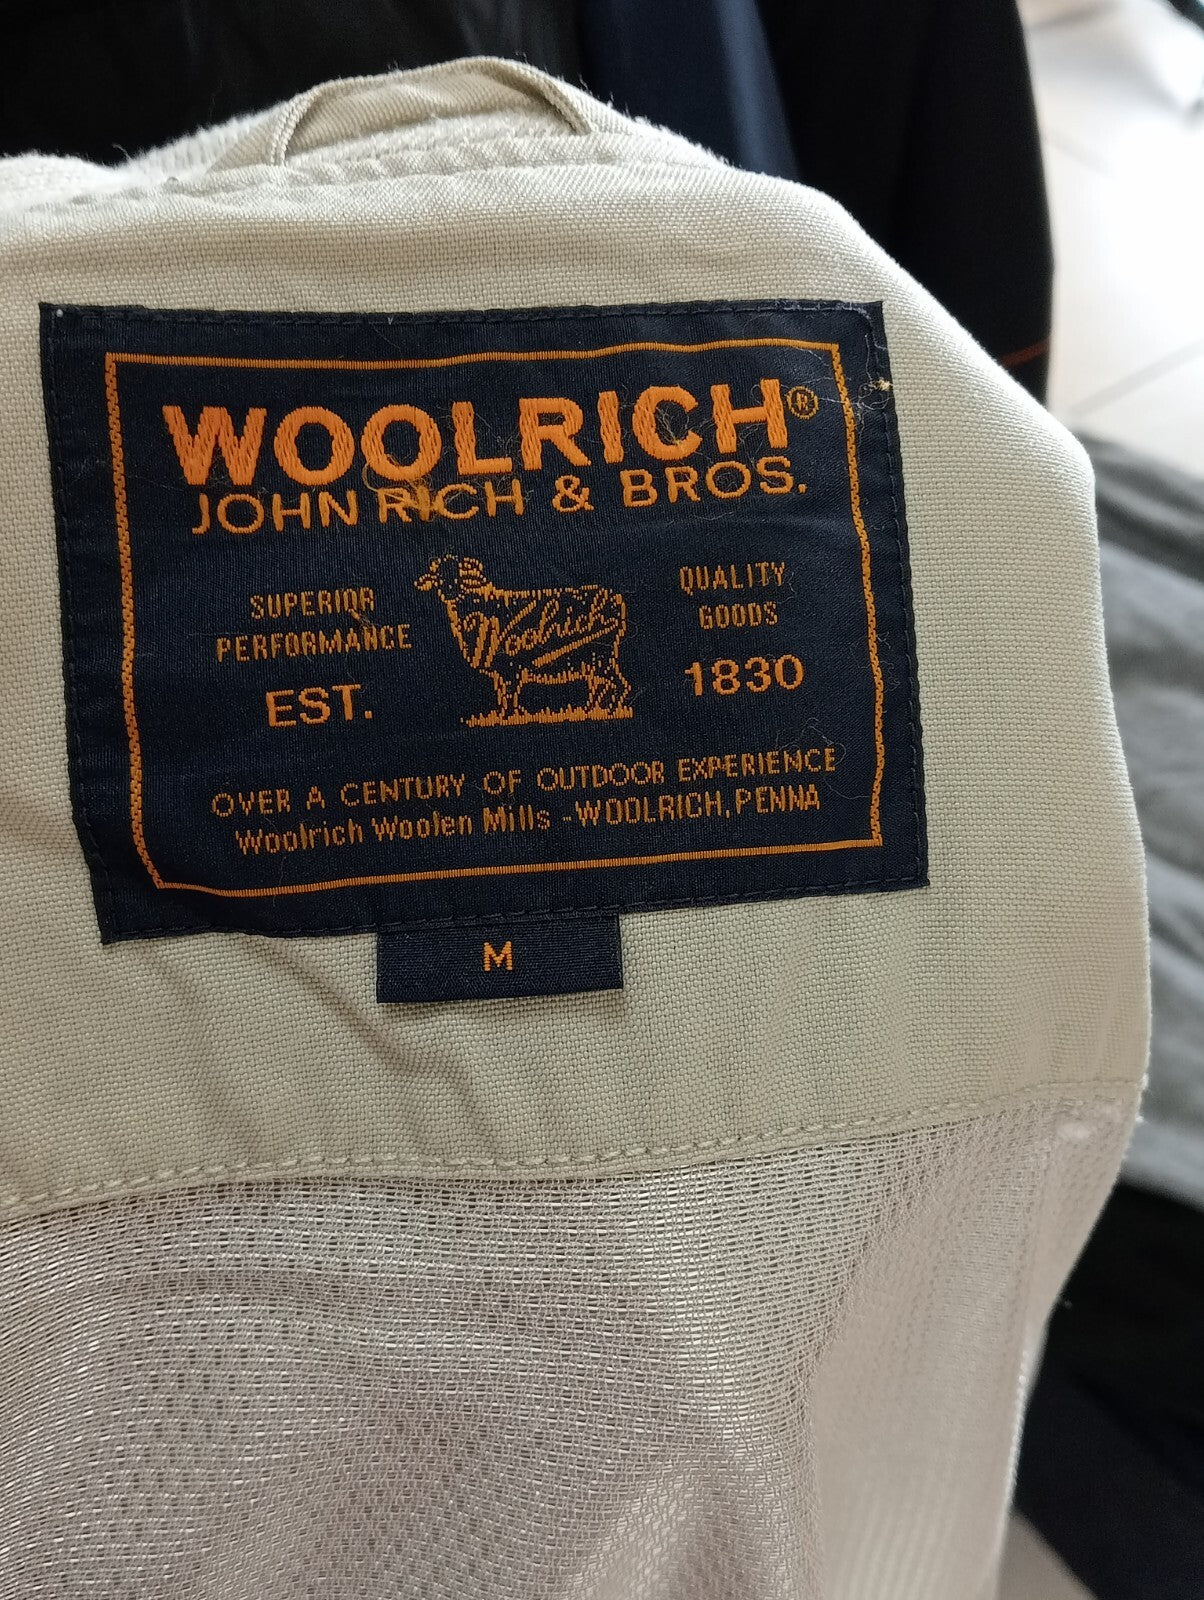 WOOLRICH®
JOHN RICH & BROS.
SUPERIOR
PERFORMANCE
EST.
Woolrich
QUALITY
GOODS
1830
OVER A CENTURY OF OUTDOOR EXPERIENCE
Woolrich Woolen Mills - WOOLRICH, PENNA
M